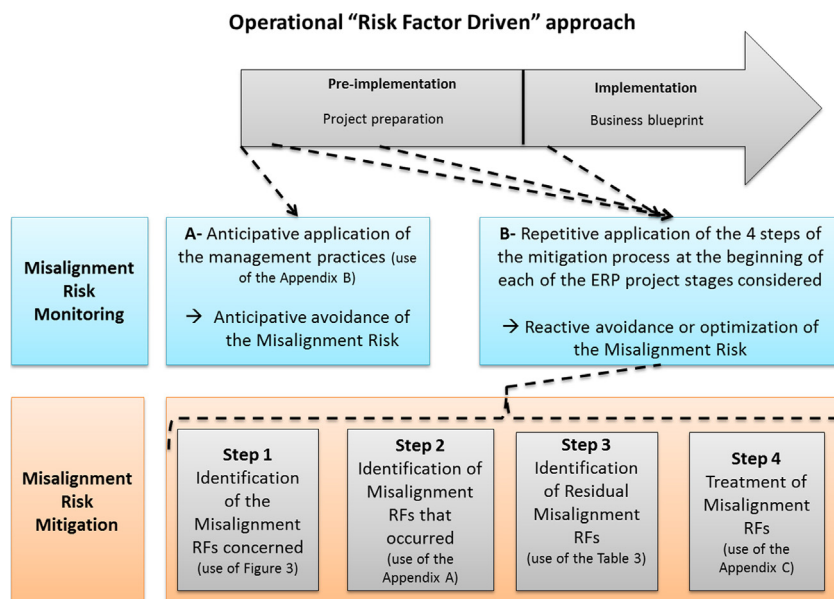 Operational “Risk Factor Driven” approach
Pre-implementation
Project preparation
Implementation
Business blueprint
Misalignment
Risk
Monitoring
A- Anticipative application of
the management practices (use
of the Appendix B)
→ Anticipative avoidance of
the Misalignment Risk
B- Repetitive application of the 4 steps of
the mitigation process at the beginning of
each of the ERP project stages considered
→ Reactive avoidance or optimization of
the Misalignment Risk
Misalignment
Risk
Mitigation
Step 1
Identification
of the
Misalignment
RFs concerned
(use of Figure 3)
Step 2
Identification of
Misalignment
RFs that
occurred
(use of the
Appendix A)
Step 3
Identification
of Residual
Misalignment
RFs
(use of the Table 3)
Step 4
Treatment of
Misalignment
RFs
(use of the
Appendix C)